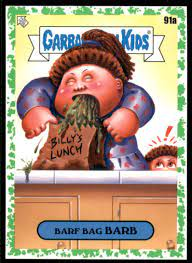 GARBAGE PAIL KIDS
91a
BILLY'S
LUNCH
BARF BAG BARB